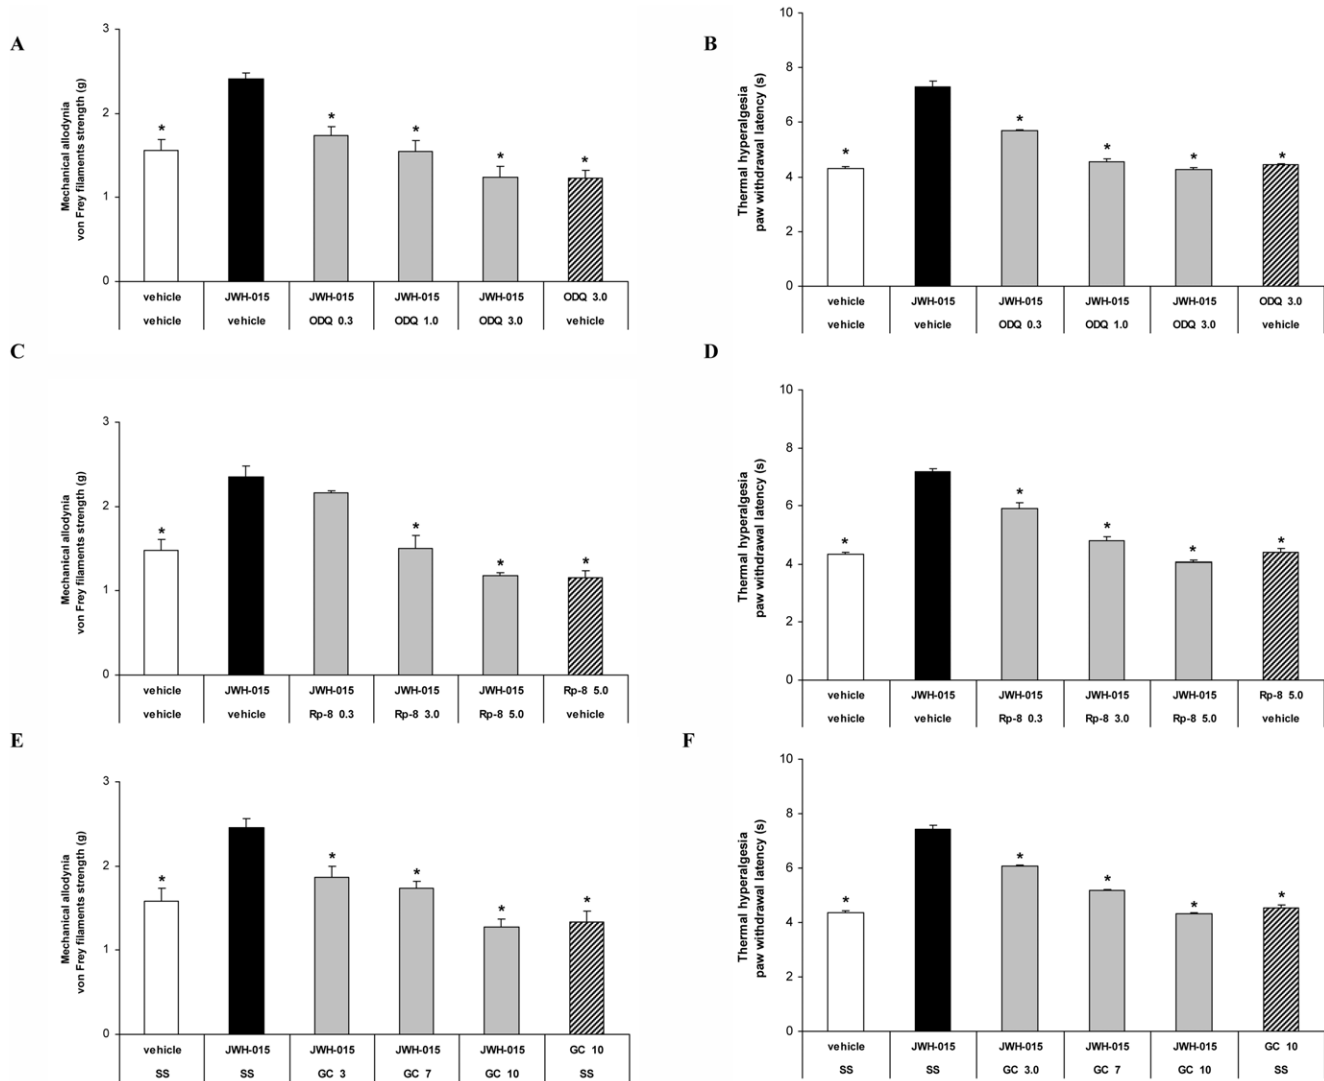 A
Mechanical allodynia
von Frey filaments strength (g)
3
2
1
0
* * * * *
vehicle JWH-015 JWH-015 JWH-015 JWH-015 ODQ 3.0
vehicle vehicle ODQ 0.3 ODQ 1.0 ODQ 3.0 vehicle
B
Thermal hyperalgesia
paw withdrawal latency (s)
10
8
6
4
2
0
* * * * *
vehicle JWH-015 JWH-015 JWH-015 JWH-015 ODQ 3.0
vehicle vehicle ODQ 0.3 ODQ 1.0 ODQ 3.0 vehicle
C
Mechanical allodynia
von Frey filaments strength (g)
3
2
1
0
* * * *
vehicle JWH-015 JWH-015 JWH-015 JWH-015 Rp-8 5.0
vehicle vehicle Rp-8 0.3 Rp-8 3.0 Rp-8 5.0 vehicle
D
Thermal hyperalgesia
paw withdrawal latency (s)
10
8
6
4
2
0
* * * * *
vehicle JWH-015 JWH-015 JWH-015 JWH-015 Rp-8 5.0
vehicle vehicle Rp-8 0.3 Rp-8 3.0 Rp-8 5.0 vehicle
E
Mechanical allodynia
von Frey filaments strength (g)
3
2
1
0
* * * * *
vehicle JWH-015 JWH-015 JWH-015 JWH-015 GC 10
SS SS GC 3 GC 7 GC 10 SS
F
Thermal hyperalgesia
paw withdrawal latency (s)
10
8
6
4
2
0
* * * * *
vehicle JWH-015 JWH-015 JWH-015 JWH-015 GC 10
SS SS GC 3.0 GC 7 GC 10 SS